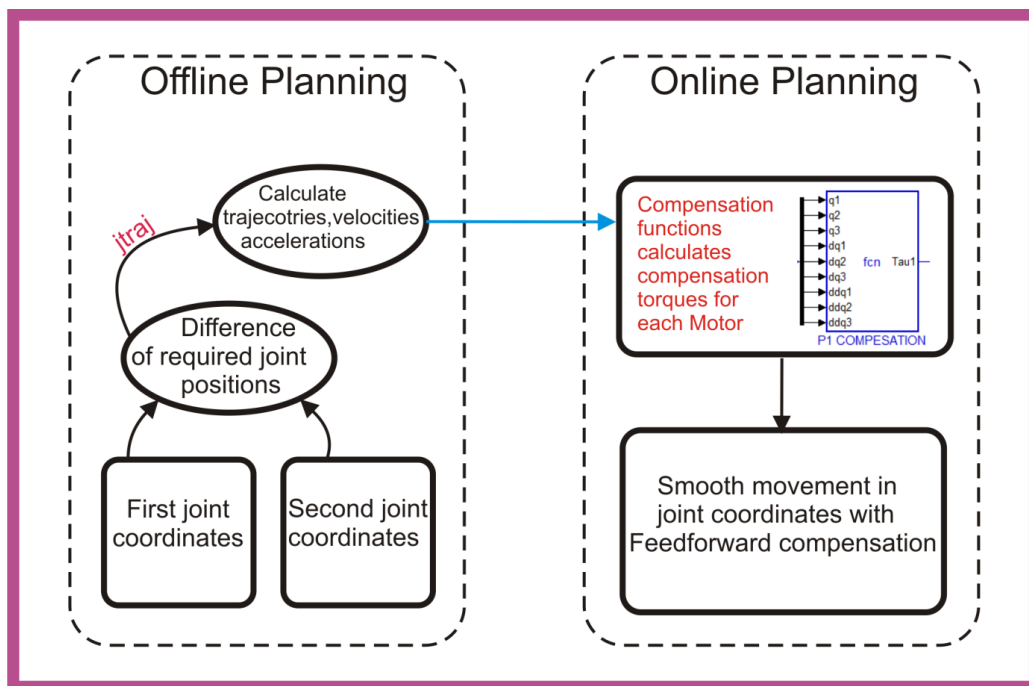 Offline Planning
Calculate
trajecotries,velocities
accelerations
jtraj
Difference
of required joint
positions
First joint
coordinates
Second joint
coordinates
Online Planning
Compensation
functions
calculates
compensation
torques for
each Motor
q1
q2
q3
dq1
dq2
dq3
ddq1
ddq2
ddq3
fcn
Tau1
P1 COMPESATION
Smooth movement in
joint coordinates with
Feedforward compensation